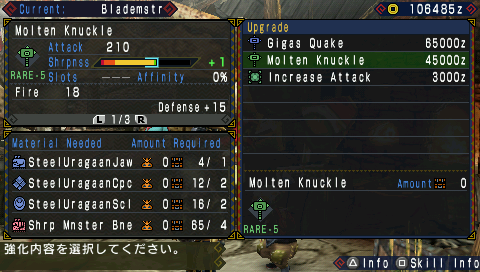 Current: Blademstr
106485z
Molten Knuckle
Attack 210
Shrpnss +1
RARE-5 Slots --- Affinity 0%
Fire 18
Defense+15
L 1/3 R
Upgrade
Gigas Quake 65000z
Molten Knuckle 45000z
Increase Attack 3000z
Material Needed Amount Required
SteelUragaanJaw 0 4/ 1
SteelUragaanCpc 0 12/ 2
SteelUragaanScl 0 16/ 2
Shrp Mnster Bne 0 65/ 4
Molten Knuckle Amount 0
RARE-5
強化内容を選択してください。
△ Info □ Skill Info